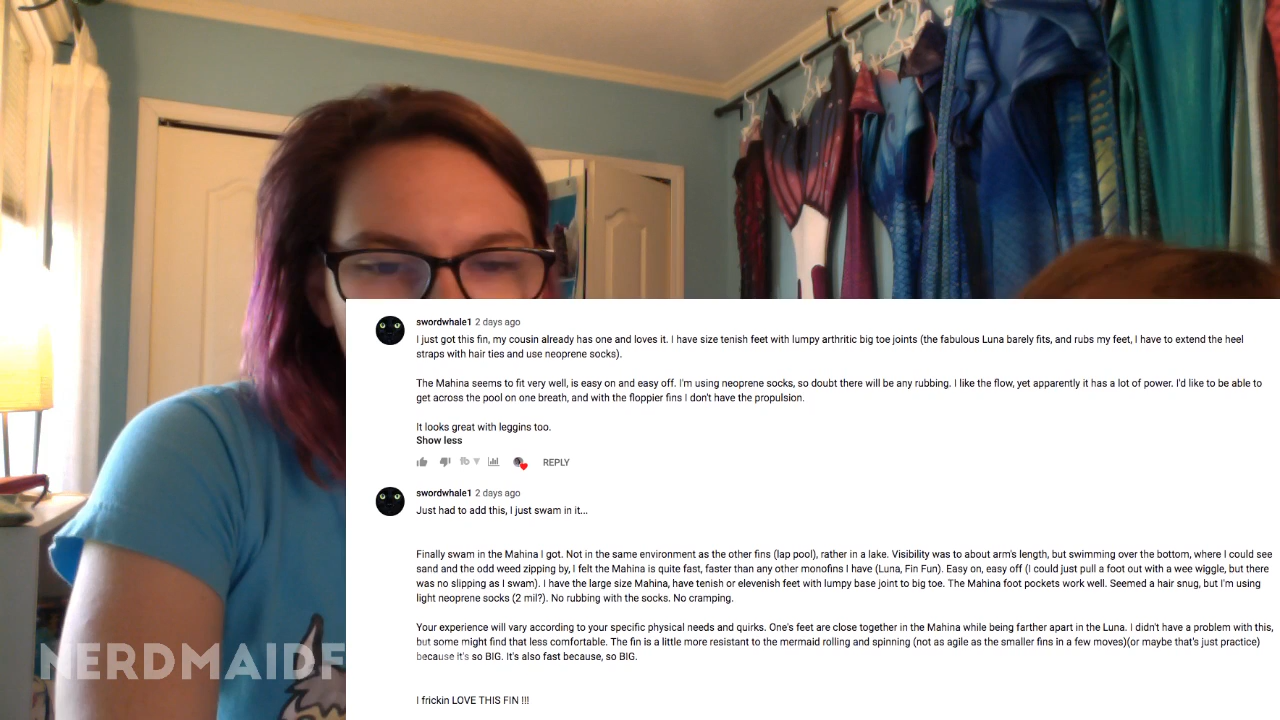 swordwhale1 2 days ago
I just got this fin, my cousin already has one and loves it. I have size tenish feet with lumpy arthritic big toe joints (the fabulous Luna barely fits, and rubs my feet, I have to extend the heel
straps with hair ties and use neoprene socks).
The Mahina seems to fit very well, is easy on and easy off. I'm using neoprene socks, so doubt there will be any rubbing. I like the flow, yet apparently it has a lot of power. I'd like to be able to
get across the pool on one breath, and with the floppier fins I don't have the propulsion.
It looks great with leggins too.
Show less
REPLY
swordwhale1 2 days ago
Just had to add this, I just swam in it...
Finally swam in the Mahina I got. Not in the same environment as the other fins (lap pool), rather in a lake. Visibility was to about arm's length, but swimming over the bottom, where I could see
sand and the odd weed zipping by, I felt the Mahina is quite fast, faster than any other monofins I have (Luna, Fin Fun). Easy on, easy off (I could just pull a foot out with a wee wiggle, but there
was no slipping as I swam). I have the large size Mahina, have tenish or elevenish feet with lumpy base joint to big toe. The Mahina foot pockets work well. Seemed a hair snug, but I'm using
light neoprene socks (2 mil?). No rubbing with the socks. No cramping.
Your experience will vary according to your specific physical needs and quirks. One's feet are close together in the Mahina while being farther apart in the Luna. I didn't have a problem with this,
but some might find that less comfortable. The fin is a little more resistant to the mermaid rolling and spinning (not as agile as the smaller fins in a few moves)(or maybe that's just practice)
because it's so BIG. It's also fast because, so BIG.
I frickin LOVE THIS FIN !!!
NERDMAIDF